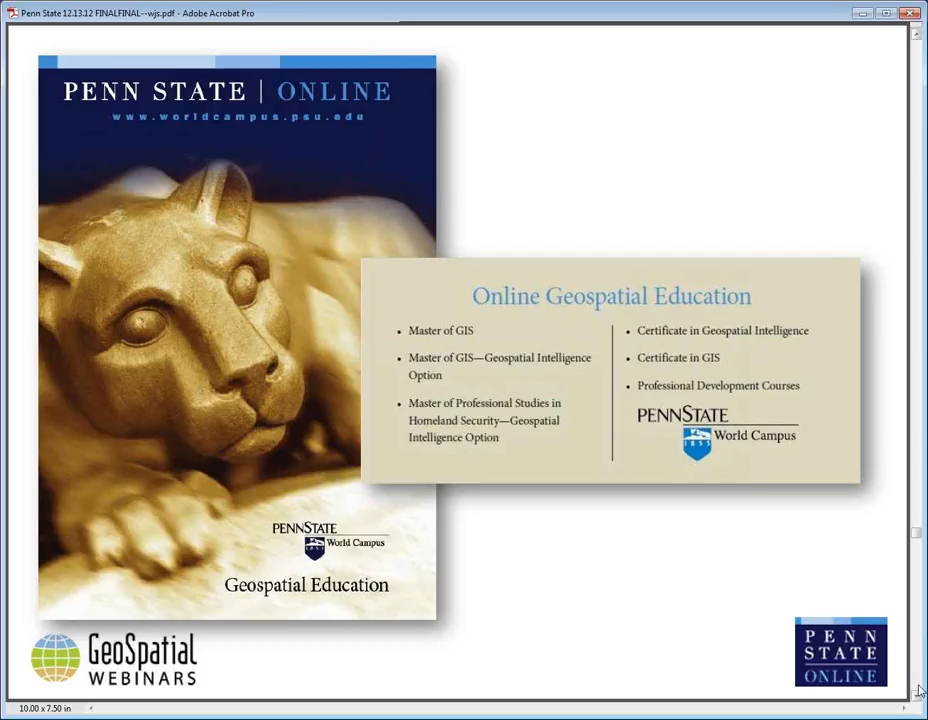 Penn State 12.13.12 FINALFINAL--wjs.pdf - Adobe Acrobat Pro
PENN STATE | ONLINE
www.worldcampus.psu.edu
Online Geospatial Education
• Master of GIS
• Master of GIS—Geospatial Intelligence
Option
• Master of Professional Studies in
Homeland Security—Geospatial
Intelligence Option
• Certificate in Geospatial Intelligence
• Certificate in GIS
• Professional Development Courses
PENNSTATE
1855
World Campus
PENNSTATE
1855
World Campus
Geospatial Education
GeoSpatial
WEBINARS
PENN
STATE
ONLINE
10.00 x 7.50 in